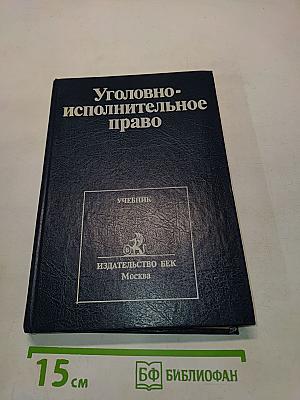 Уголовно-
исполнительное
право
УЧЕБНИК
ИЗДАТЕЛЬСТВО БЕК
Москва
15 см
БФ БИБЛИОФАН